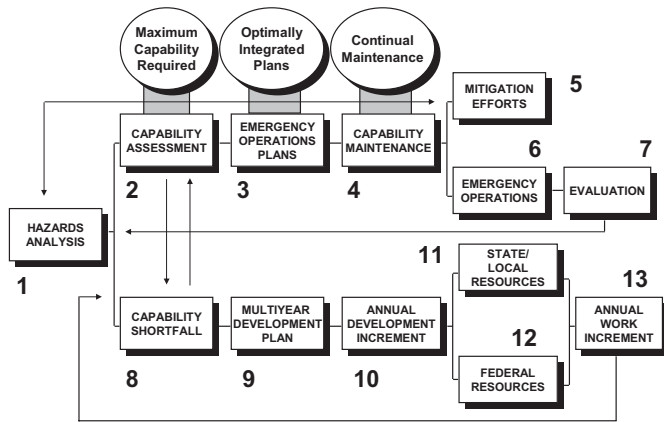 Maximum
Capability
Required
Optimally
Integrated
Plans
Continual
Maintenance
CAPABILITY
ASSESSMENT
2
EMERGENCY
OPERATIONS
PLANS
3
CAPABILITY
MAINTENANCE
4
MITIGATION
EFFORTS
5
EMERGENCY
OPERATIONS
6
EVALUATION
7
HAZARDS
ANALYSIS
1
CAPABILITY
SHORTFALL
8
MULTIYEAR
DEVELOPMENT
PLAN
9
ANNUAL
DEVELOPMENT
INCREMENT
10
11
STATE/
LOCAL
RESOURCES
12
FEDERAL
RESOURCES
13
ANNUAL
WORK
INCREMENT